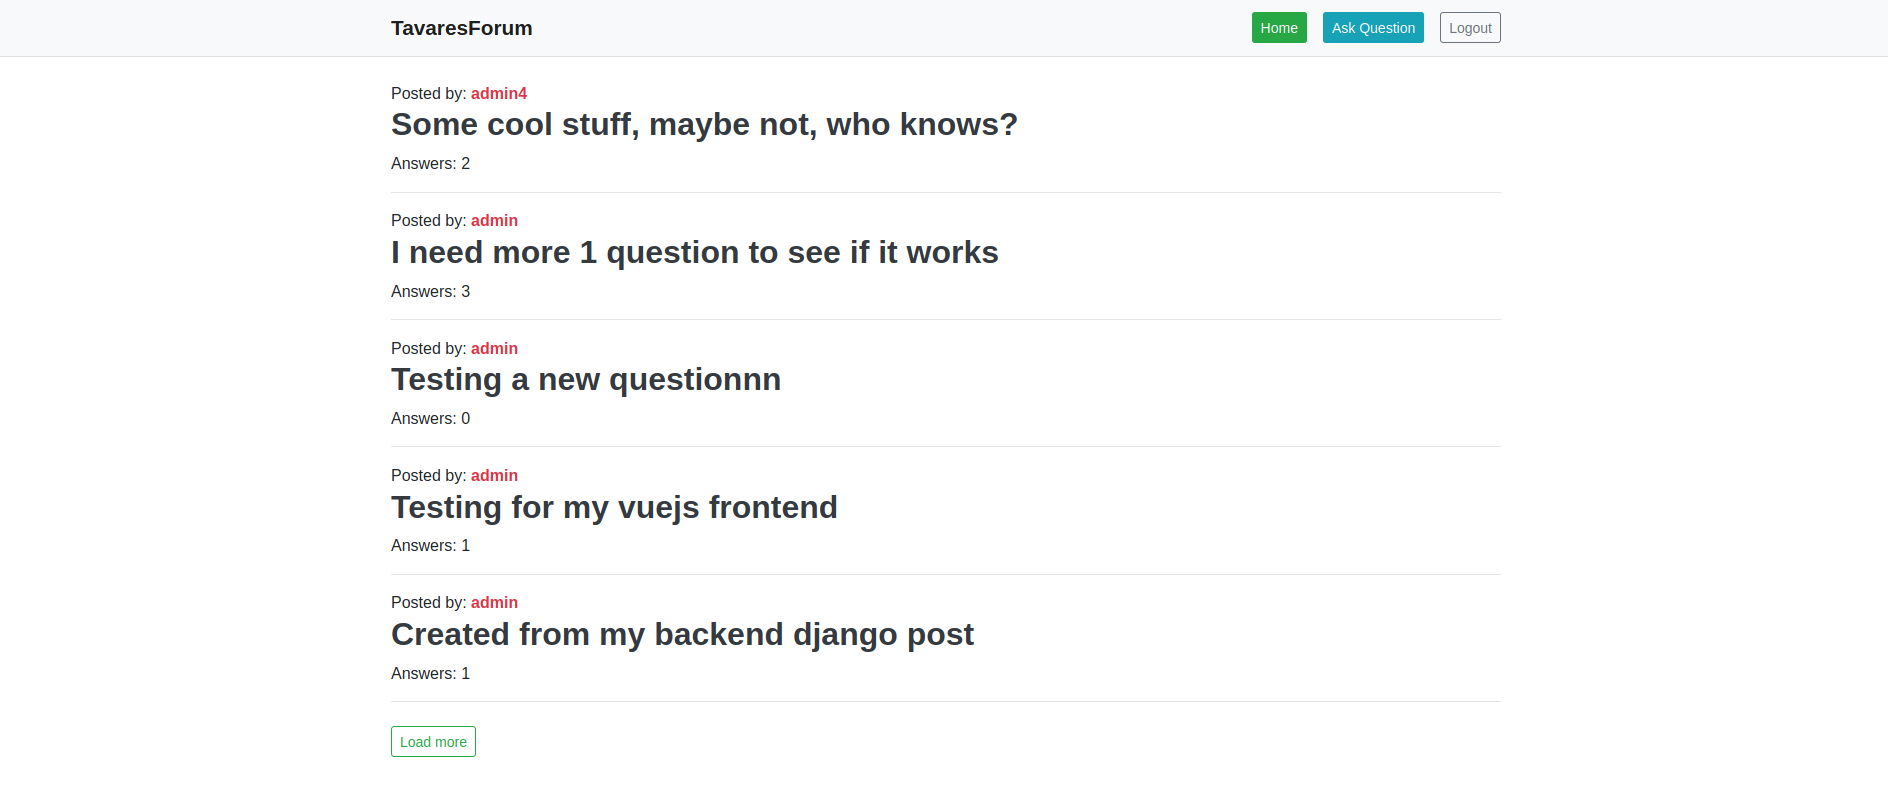 TavaresForum Home Ask Question Logout
Posted by: admin4
Some cool stuff, maybe not, who knows?
Answers: 2
Posted by: admin
I need more 1 question to see if it works
Answers: 3
Posted by: admin
Testing a new questionnn
Answers: 0
Posted by: admin
Testing for my vuejs frontend
Answers: 1
Posted by: admin
Created from my backend django post
Answers: 1
Load more